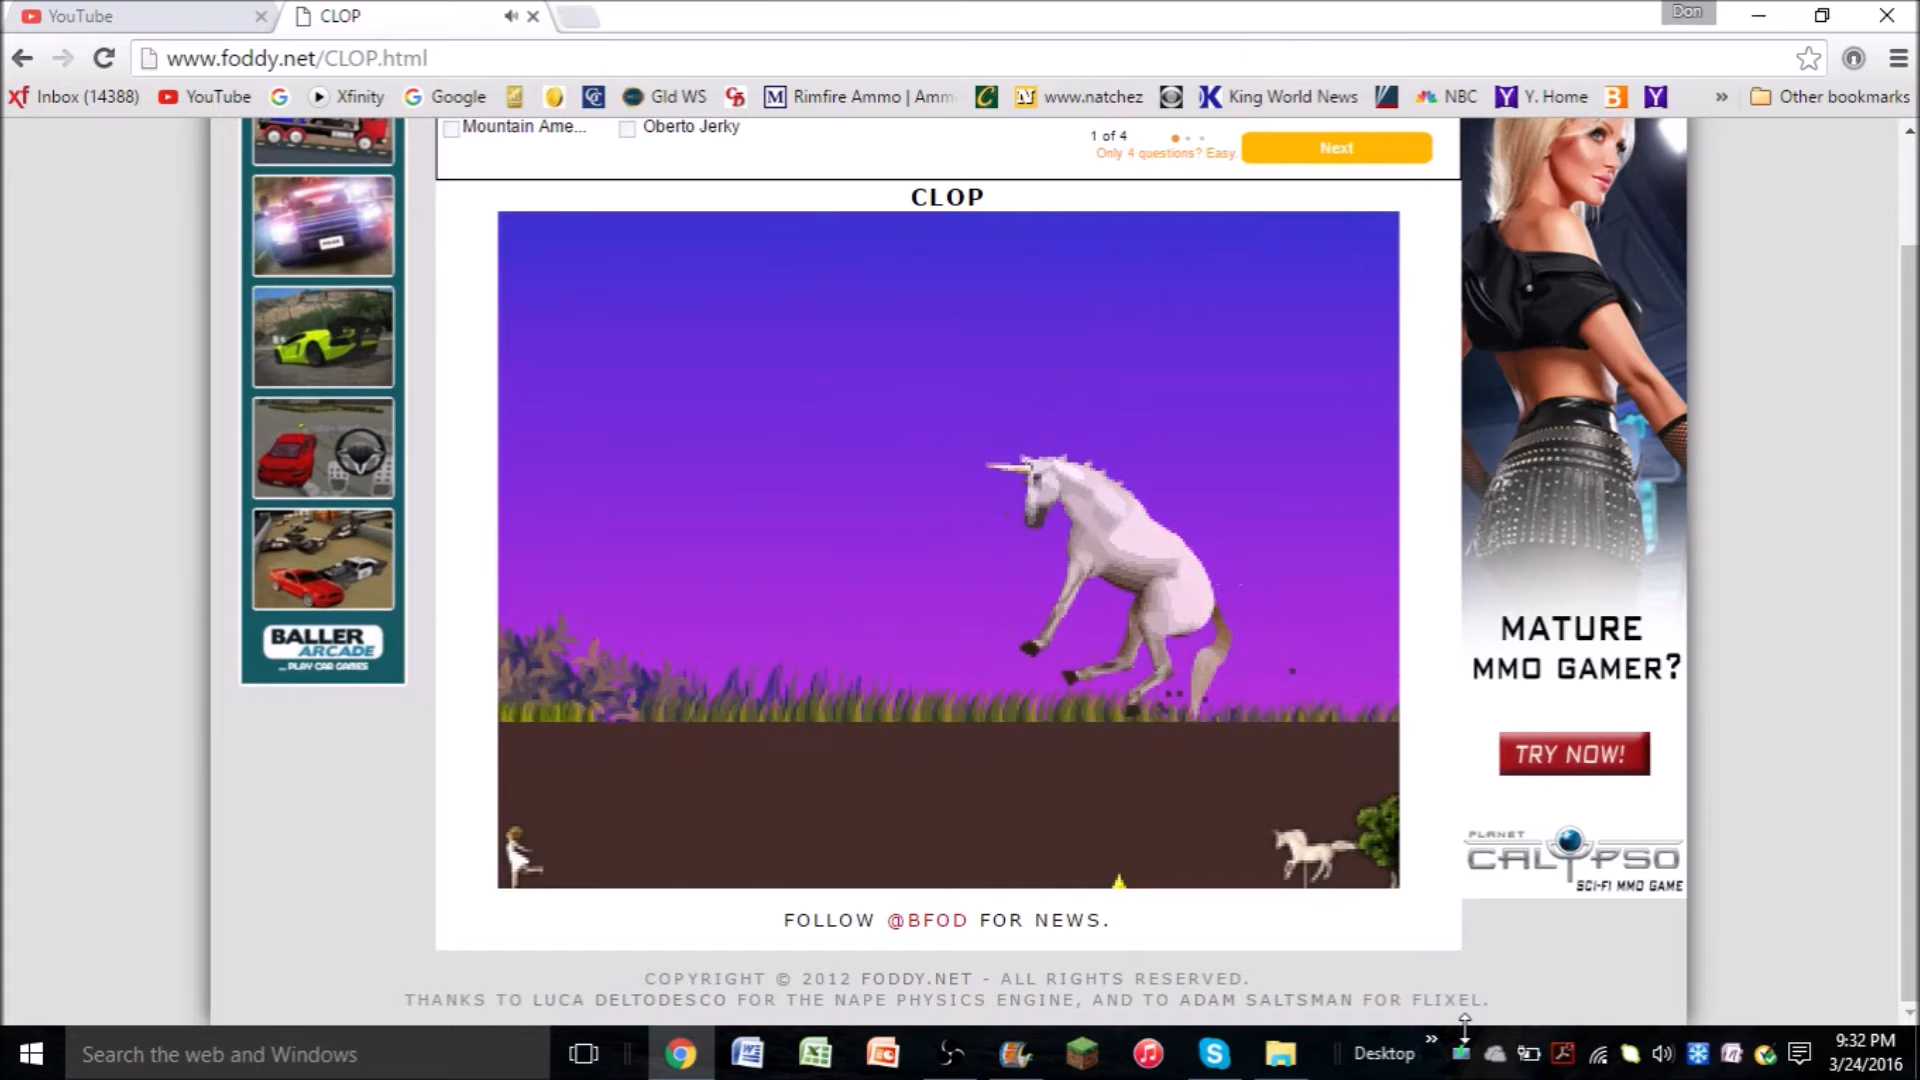 YouTube
CLOP
Don
www.foddy.net/CLOP.html
Inbox (14388)
YouTube
Xfinity
Google
Gld WS
Rimfire Ammo | Amm
www.natchez
King World News
NBC
Y. Home
Other bookmarks
Mountain Ame...
Oberto Jerky
1 of 4
Only 4 questions? Easy.
Next
CLOP
BALLER
ARCADE
... PLAY CAR GAMES
MATURE
MMO GAMER?
TRY NOW!
PLANET
CALYPSO
SCI-FI MMO GAME
FOLLOW @BFOD FOR NEWS.
COPYRIGHT © 2012 FODDY.NET - ALL RIGHTS RESERVED.
THANKS TO LUCA DELTODESCO FOR THE NAPE PHYSICS ENGINE, AND TO ADAM SALTSMAN FOR FLIXEL.
Search the web and Windows
Desktop
9:32 PM
3/24/2016